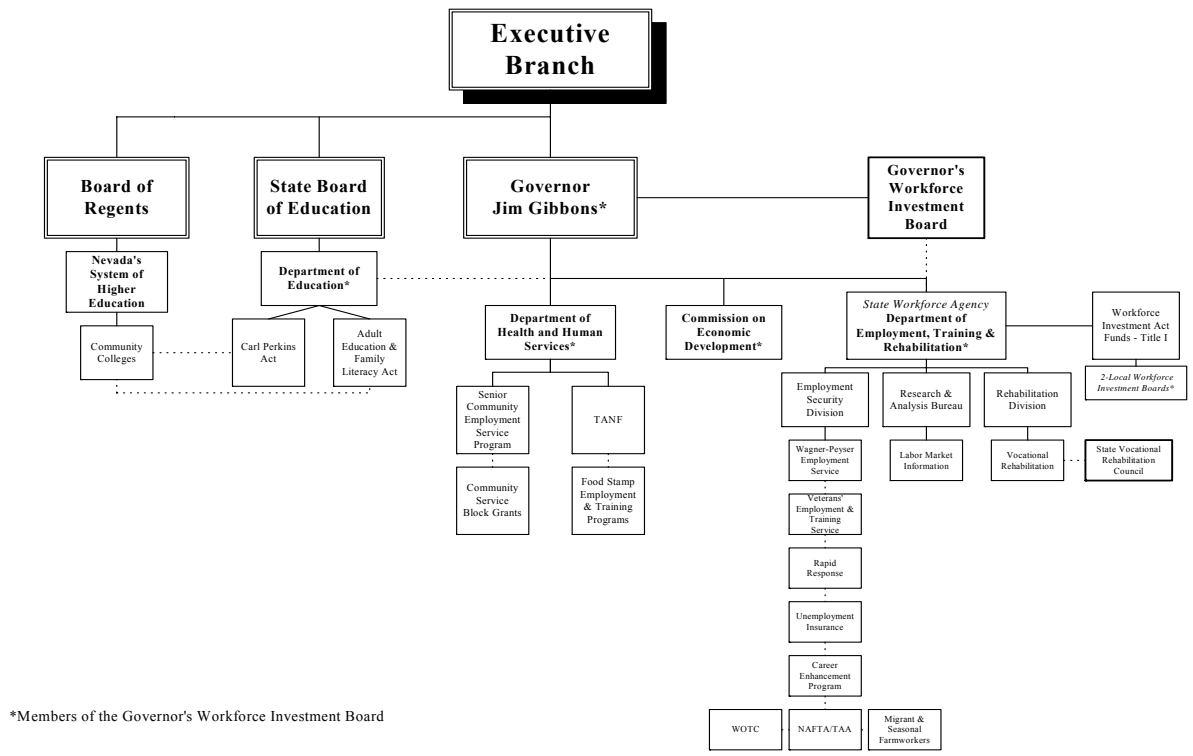 Executive
Branch
Board of
Regents
State Board
of Education
Governor
Jim Gibbons*
Governor's
Workforce
Investment
Board
Nevada's
System of
Higher
Education
Department of
Education*
Community
Colleges
Carl Perkins
Act
Adult
Education &
Family
Literacy Act
Department of
Health and Human
Services*
Commission on
Economic
Development*
State Workforce Agency
Department of
Employment, Training &
Rehabilitation*
Workforce
Investment Act
Funds - Title I
2-Local Workforce
Investment Boards*
Senior
Community
Employment
Service
Program
TANF
Employment
Security
Division
Research &
Analysis Bureau
Rehabilitation
Division
Community
Service
Block Grants
Food Stamp
Employment
& Training
Programs
Wagner-Peyser
Employment
Service
Labor Market
Information
Vocational
Rehabilitation
State Vocational
Rehabilitation
Council
Veterans'
Employment &
Training
Service
Rapid
Response
Unemployment
Insurance
Career
Enhancement
Program
WOTC
NAFTA/TAA
Migrant &
Seasonal
Farmworkers
*Members of the Governor's Workforce Investment Board